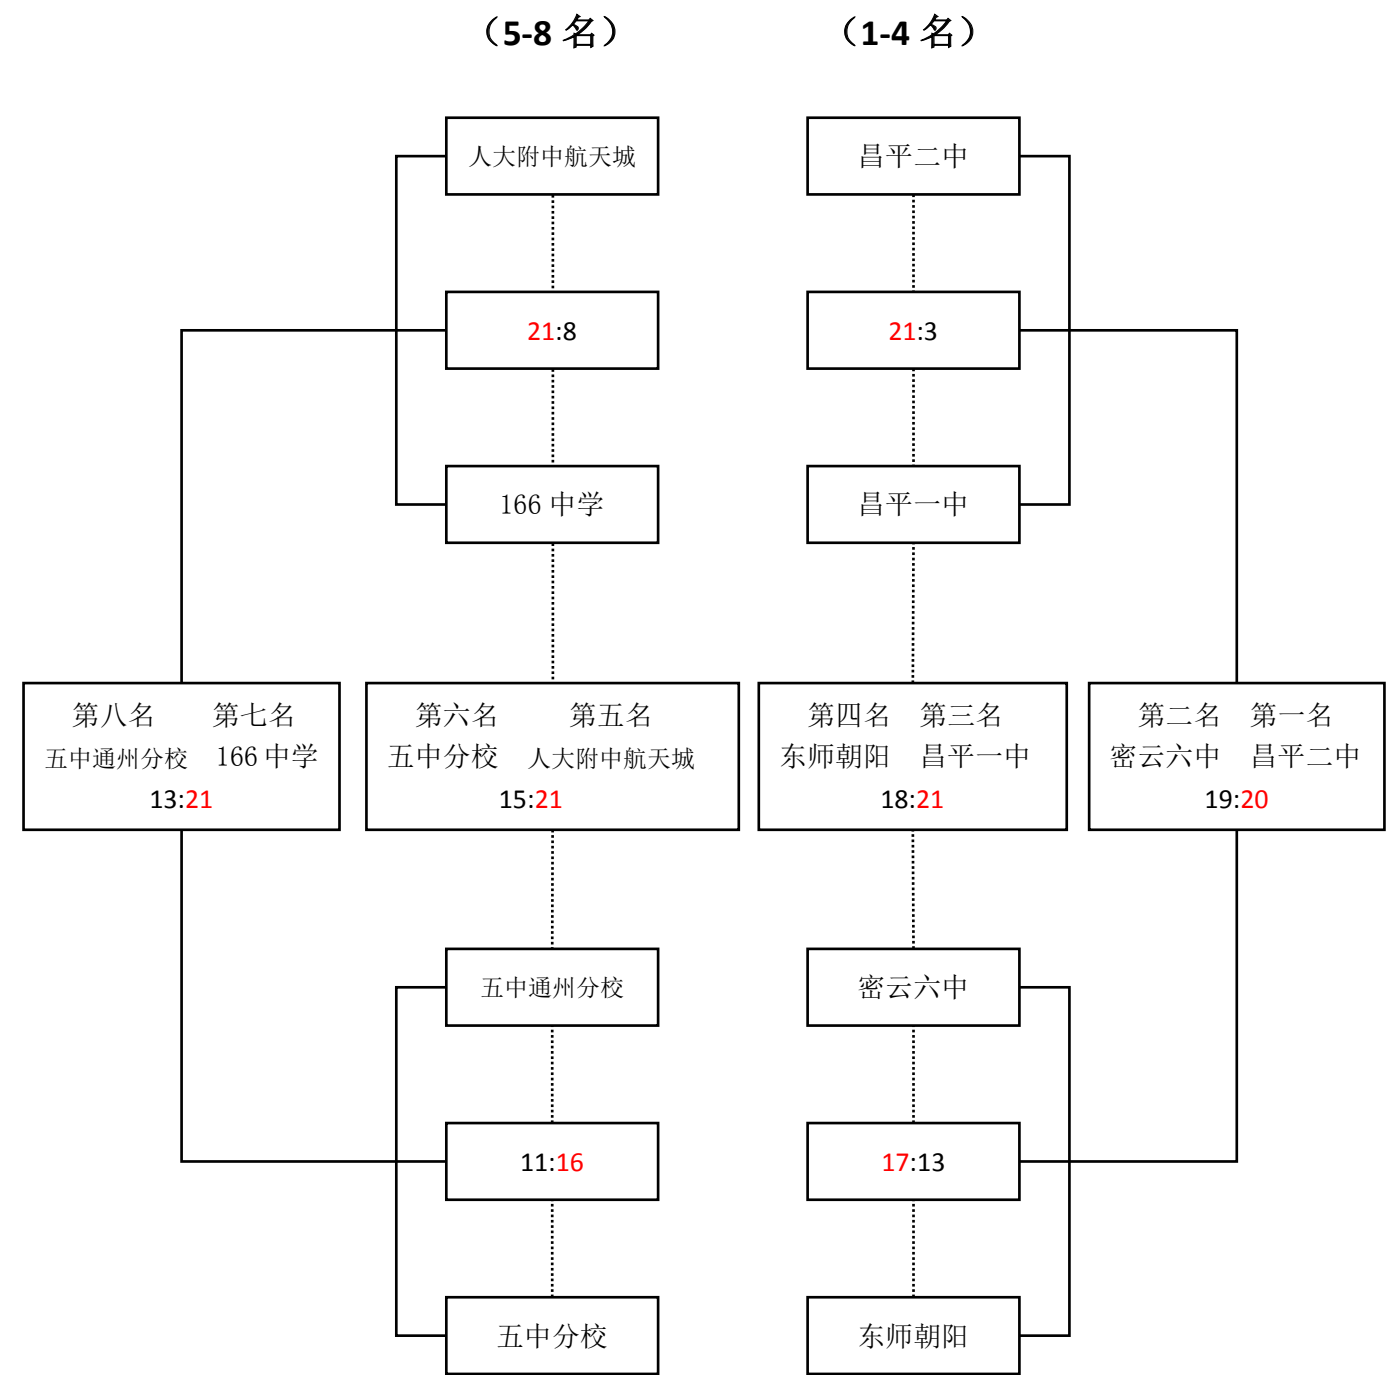 （5-8 名）
（1-4 名）
人大附中航天城
昌平二中
21:8
21:3
166 中学
昌平一中
第八名 第七名
五中通州分校 166 中学
13:21
第六名 第五名
五中分校 人大附中航天城
15:21
第四名 第三名
东师朝阳 昌平一中
18:21
第二名 第一名
密云六中 昌平二中
19:20
五中通州分校
密云六中
11:16
17:13
五中分校
东师朝阳